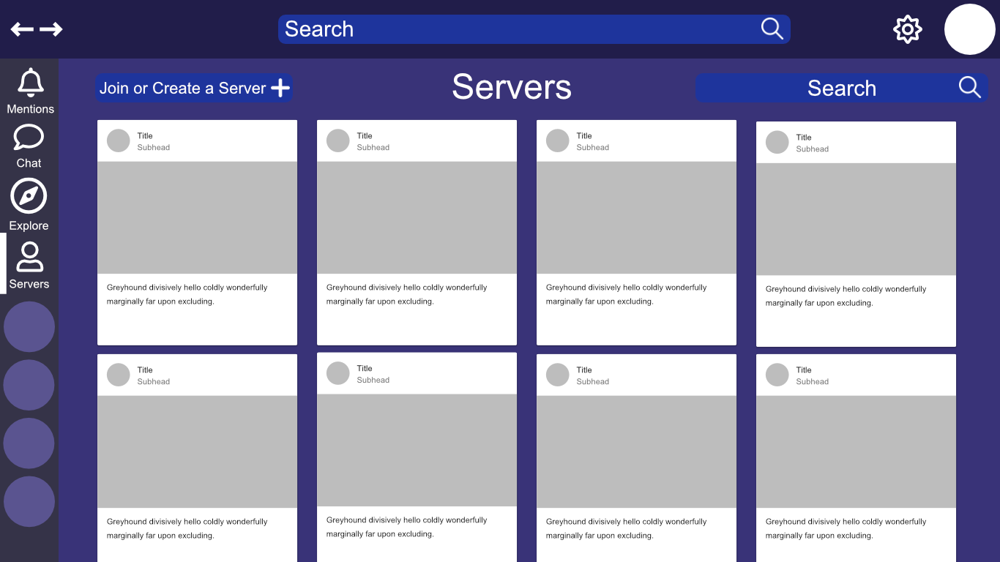 Search
Mentions
Chat
Explore
Servers
Join or Create a Server
Servers
Search
Title
Subhead
Greyhound divisively hello coldly wonderfully
marginally far upon excluding.
Title
Subhead
Greyhound divisively hello coldly wonderfully
marginally far upon excluding.
Title
Subhead
Greyhound divisively hello coldly wonderfully
marginally far upon excluding.
Title
Subhead
Greyhound divisively hello coldly wonderfully
marginally far upon excluding.
Title
Subhead
Greyhound divisively hello coldly wonderfully
marginally far upon excluding.
Title
Subhead
Greyhound divisively hello coldly wonderfully
marginally far upon excluding.
Title
Subhead
Greyhound divisively hello coldly wonderfully
marginally far upon excluding.
Title
Subhead
Greyhound divisively hello coldly wonderfully
marginally far upon excluding.